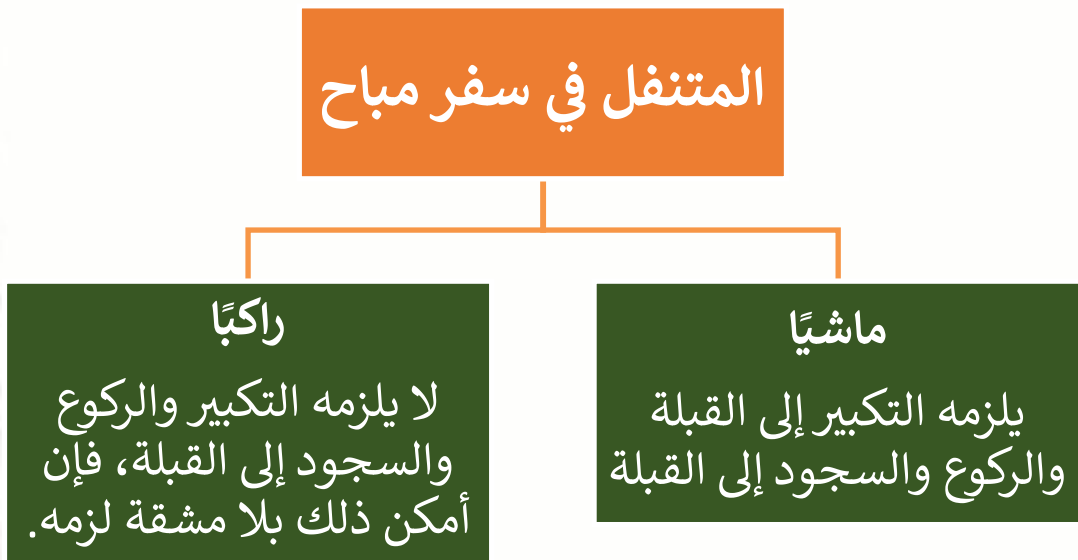 المتنفل في سفر مباح
ماشيًا
يلزمه التكبير إلى القبلة
والركوع والسجود إلى القبلة
راكبًا
لا يلزمه التكبير والركوع
والسجود إلى القبلة، فإن
أمكن ذلك بلا مشقة لزمه.